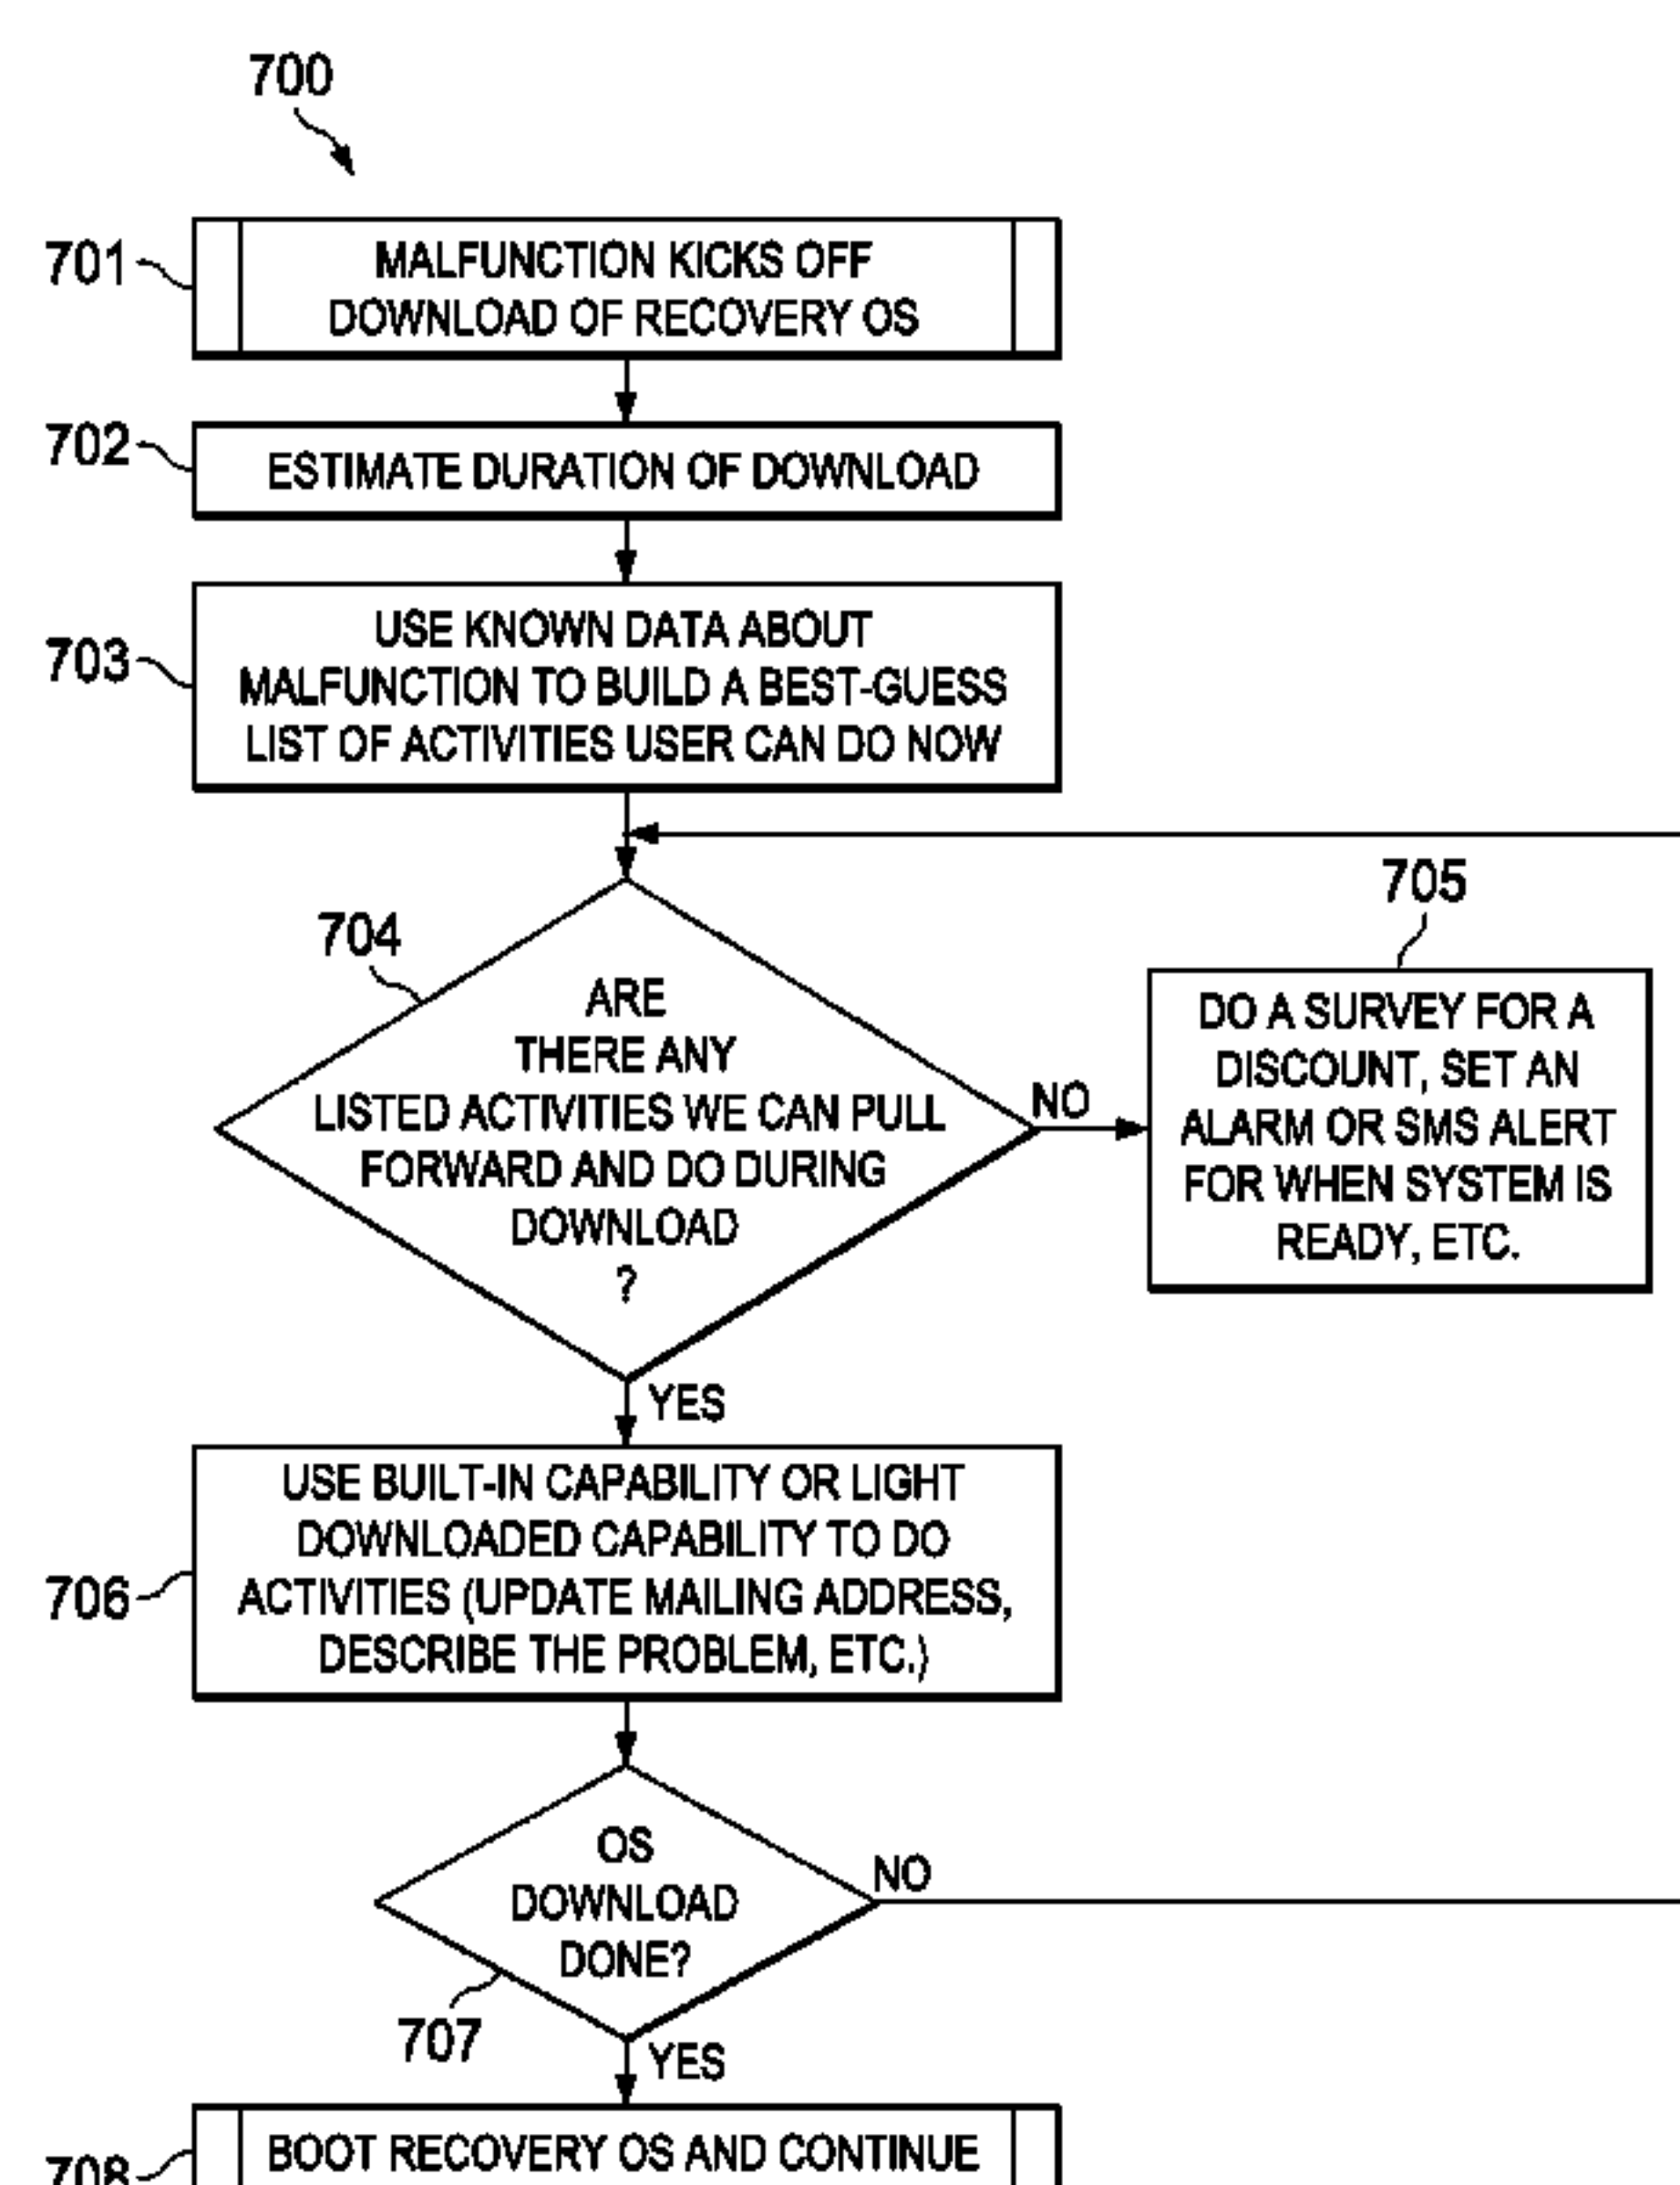 700
701
MALFUNCTION KICKS OFF
DOWNLOAD OF RECOVERY OS
702
ESTIMATE DURATION OF DOWNLOAD
703
USE KNOWN DATA ABOUT
MALFUNCTION TO BUILD A BEST-GUESS
LIST OF ACTIVITIES USER CAN DO NOW
704
ARE
THERE ANY
LISTED ACTIVITIES WE CAN PULL
FORWARD AND DO DURING
DOWNLOAD
?
NO
705
DO A SURVEY FOR A
DISCOUNT, SET AN
ALARM OR SMS ALERT
FOR WHEN SYSTEM IS
READY, ETC.
YES
706
USE BUILT-IN CAPABILITY OR LIGHT
DOWNLOADED CAPABILITY TO DO
ACTIVITIES (UPDATE MAILING ADDRESS,
DESCRIBE THE PROBLEM, ETC.)
OS
DOWNLOAD
DONE?
NO
707
YES
708
BOOT RECOVERY OS AND CONTINUE